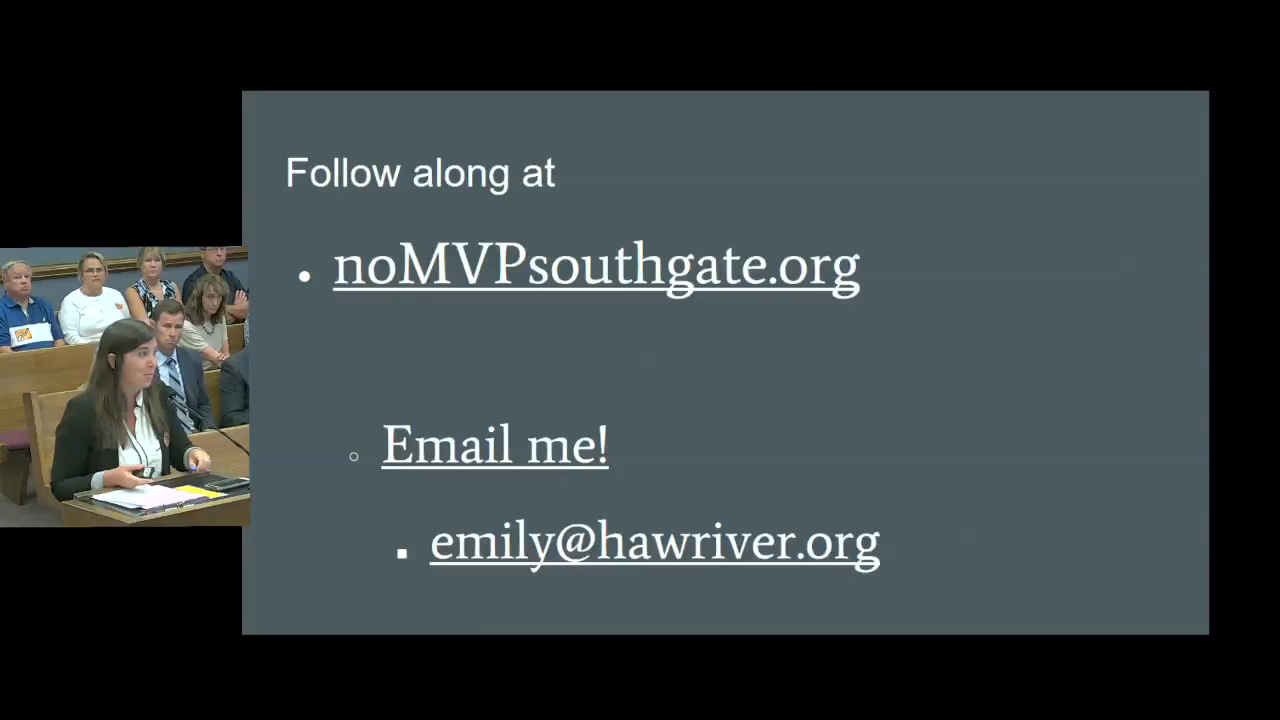 Follow along at
noMVPsouthgate.org
Email me!
emily@hawriver.org